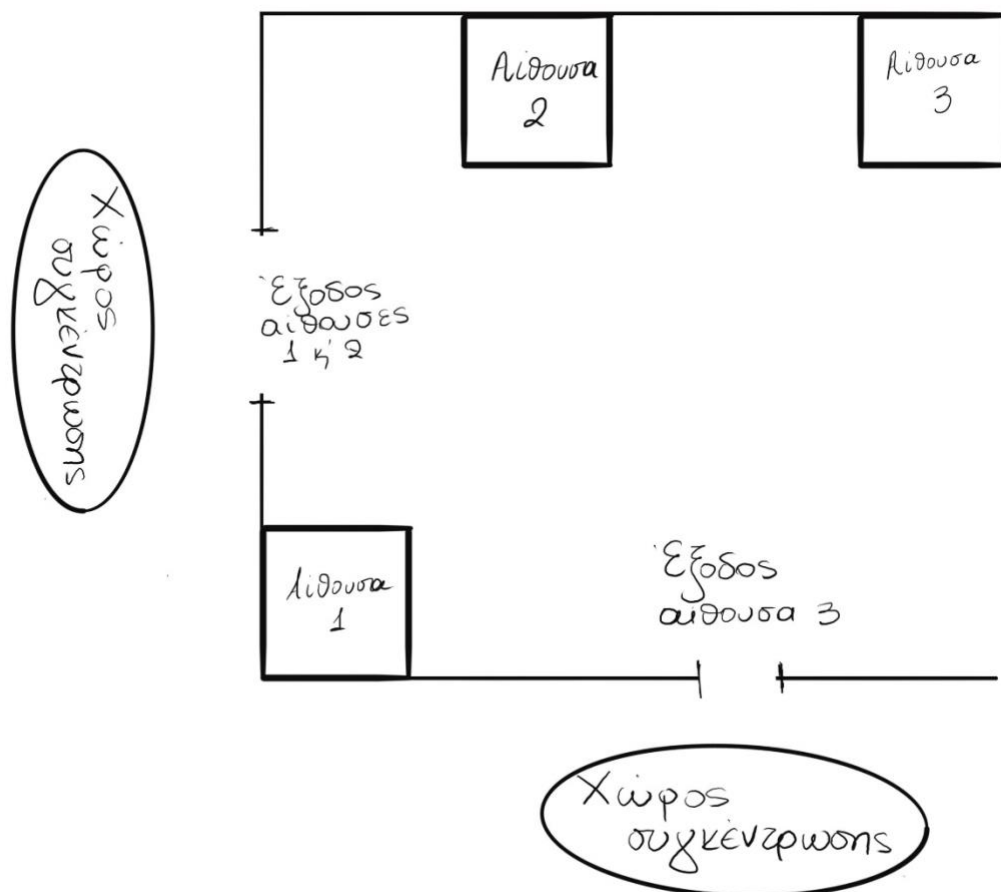 Αίθουσα
2
Αίθουσα
3
Χώρος
συγκέντρωσης
Έξοδος
αίθουσες
1 κ' 2
Αίθουσα
1
Έξοδος
αίθουσα 3
Χώρος
συγκέντρωσης